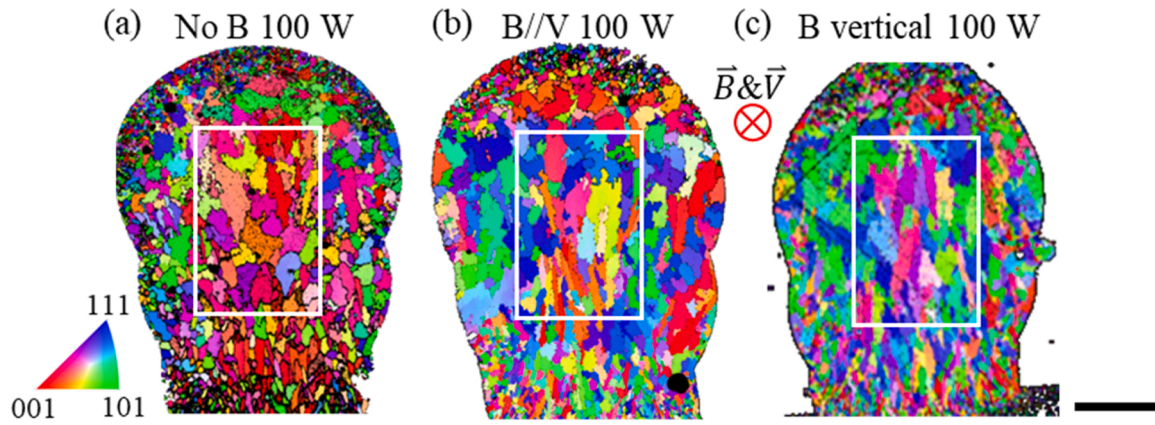 (a) No B 100 W
(b) B//V 100 W
(c) B vertical 100 W
B⃗&V⃗
111
001 101